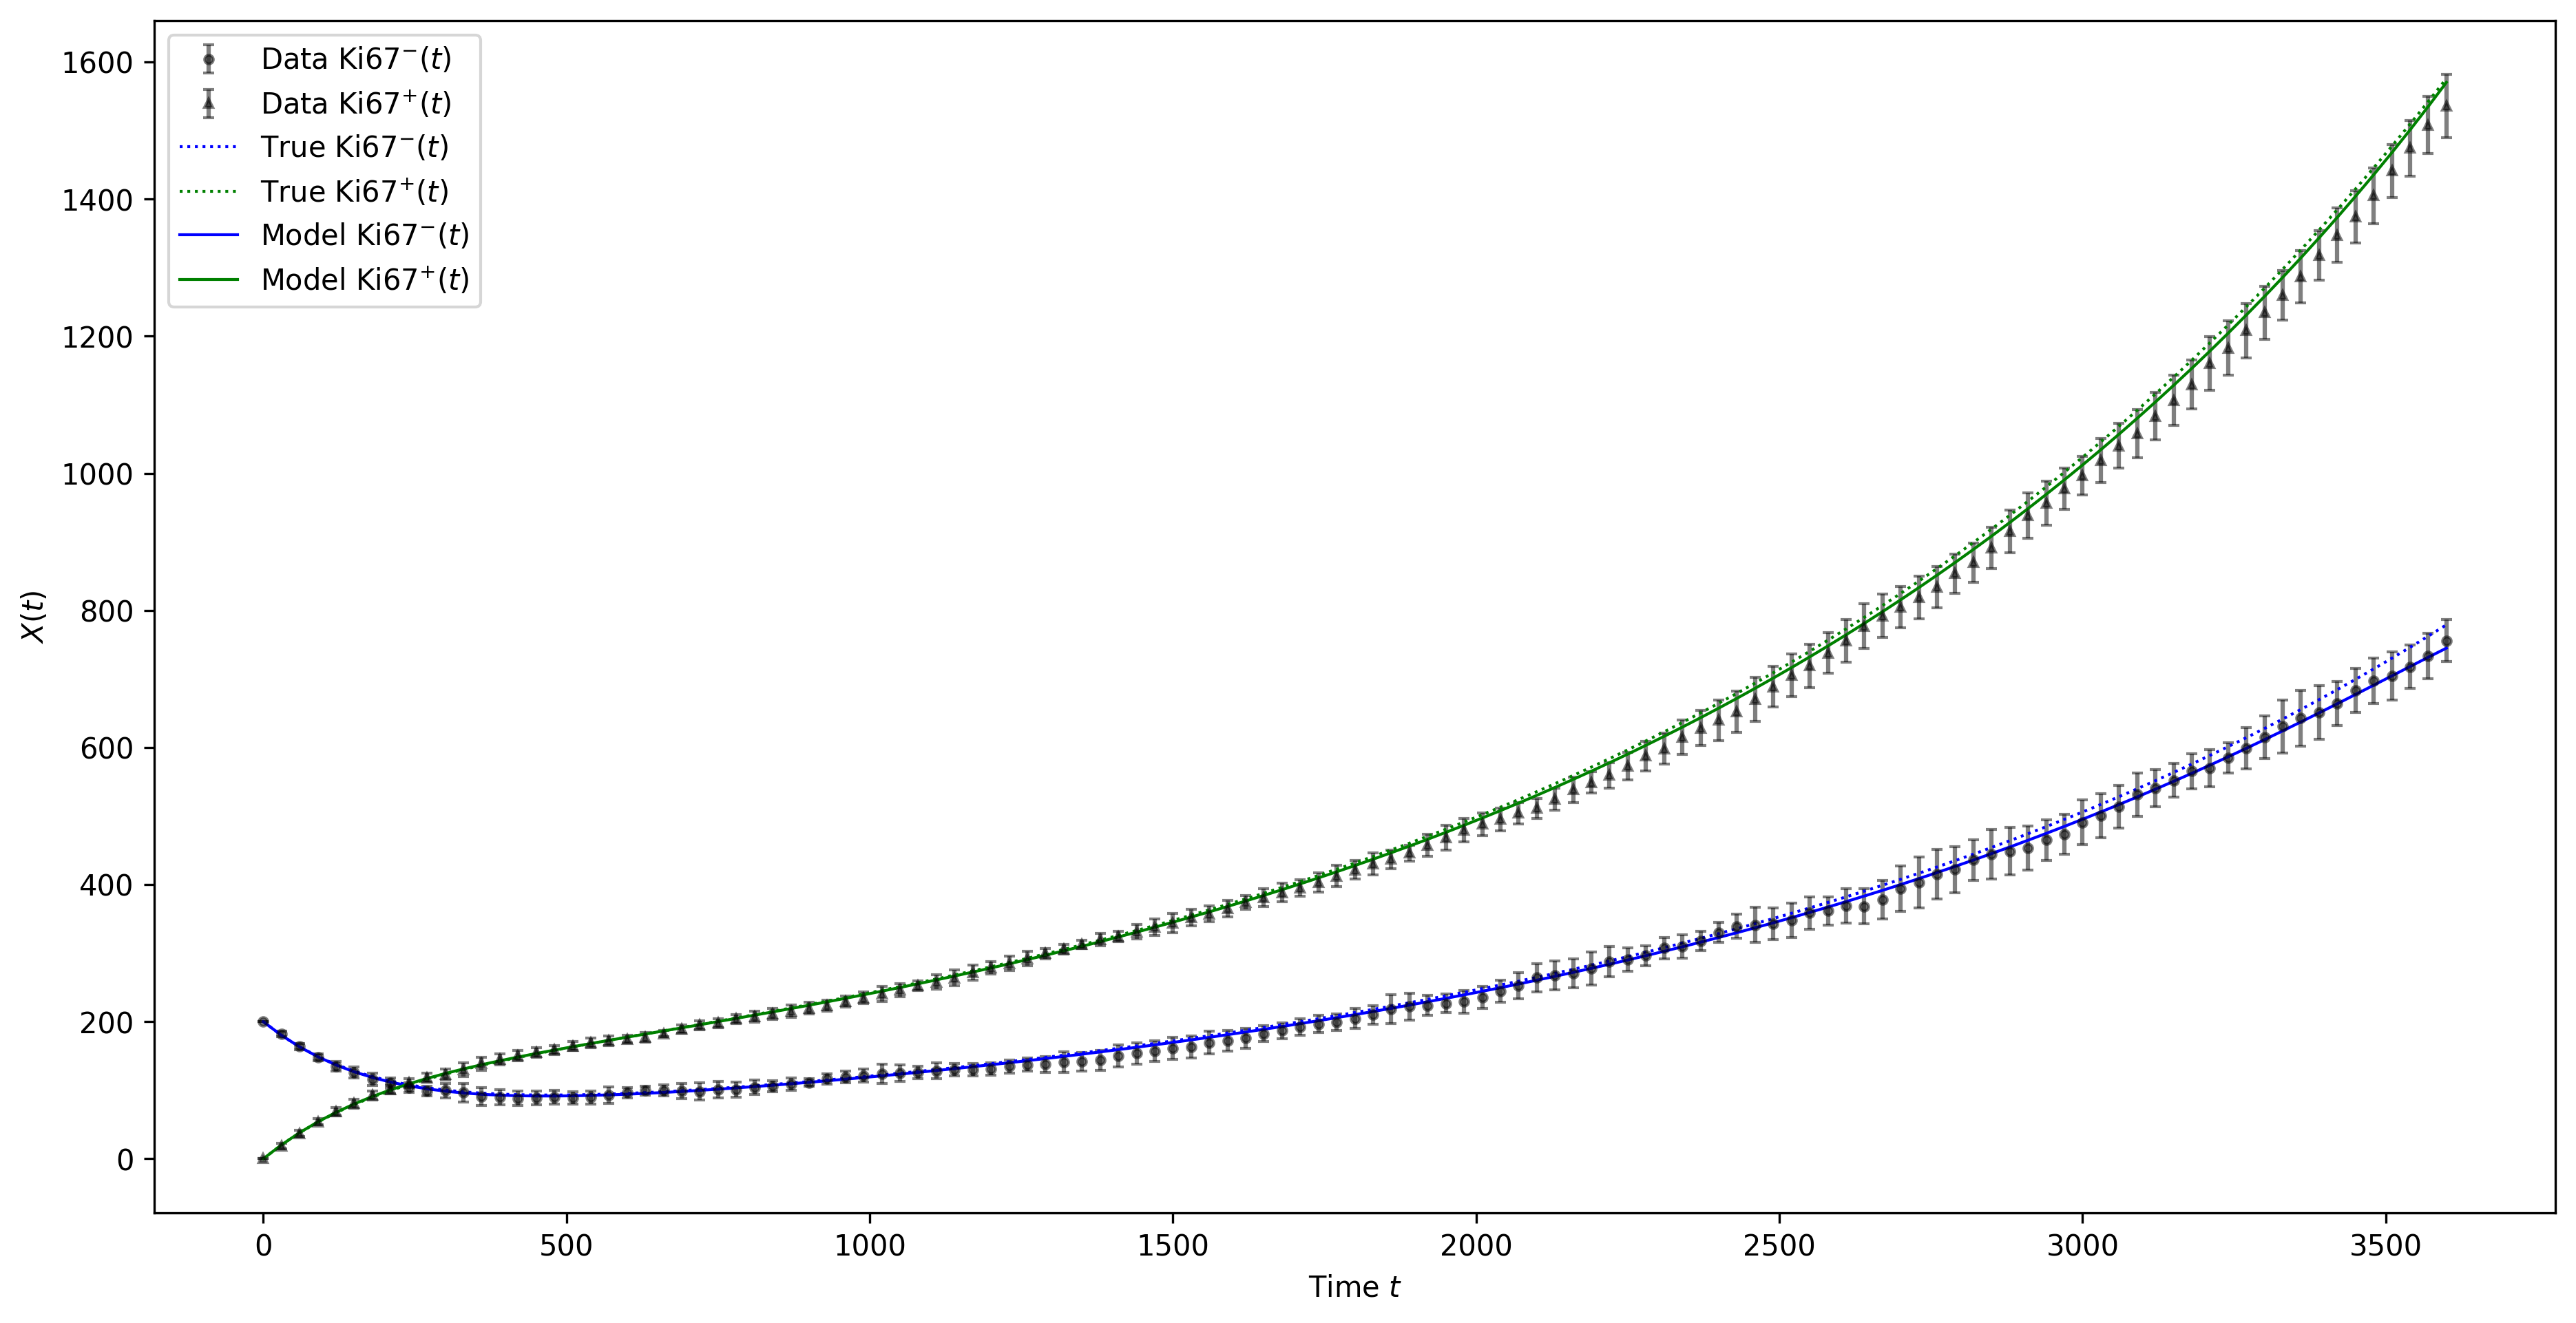 Data Ki67⁻(t)
Data Ki67⁺(t)
True Ki67⁻(t)
True Ki67⁺(t)
Model Ki67⁻(t)
Model Ki67⁺(t)
1600
1400
1200
1000
800
600
400
200
0
X(t)
0 500 1000 1500 2000 2500 3000 3500
Time t